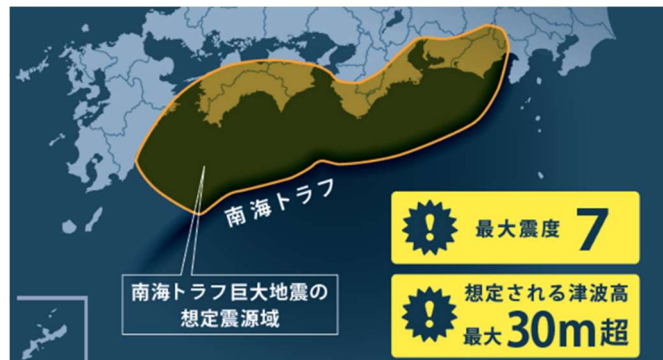 南海トラフ
南海トラフ巨大地震の
想定震源域
最大震度 7
想定される津波高
最大30m超